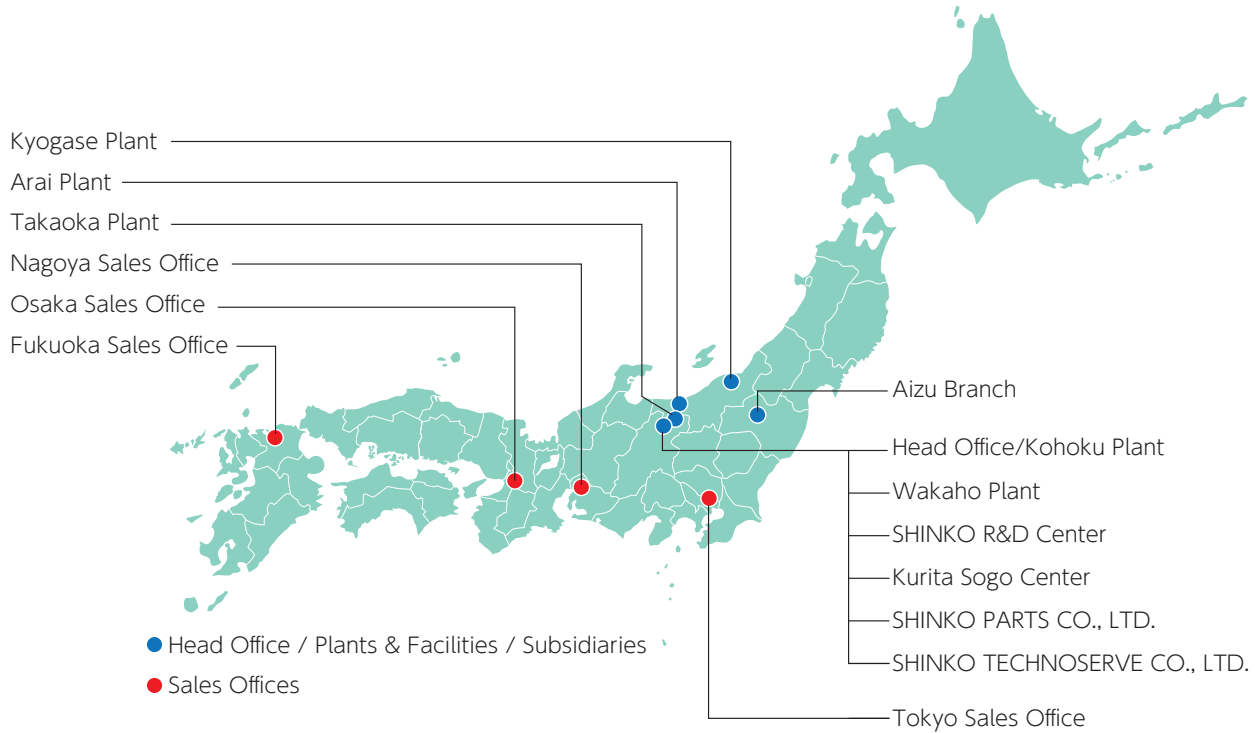 Kyogase Plant
Arai Plant
Takaoka Plant
Nagoya Sales Office
Osaka Sales Office
Fukuoka Sales Office
Aizu Branch
Head Office/Kohoku Plant
Wakaho Plant
SHINKO R&D Center
Kurita Sogo Center
SHINKO PARTS CO., LTD.
SHINKO TECHNOSERVE CO., LTD.
Tokyo Sales Office
Head Office / Plants & Facilities / Subsidiaries
Sales Offices